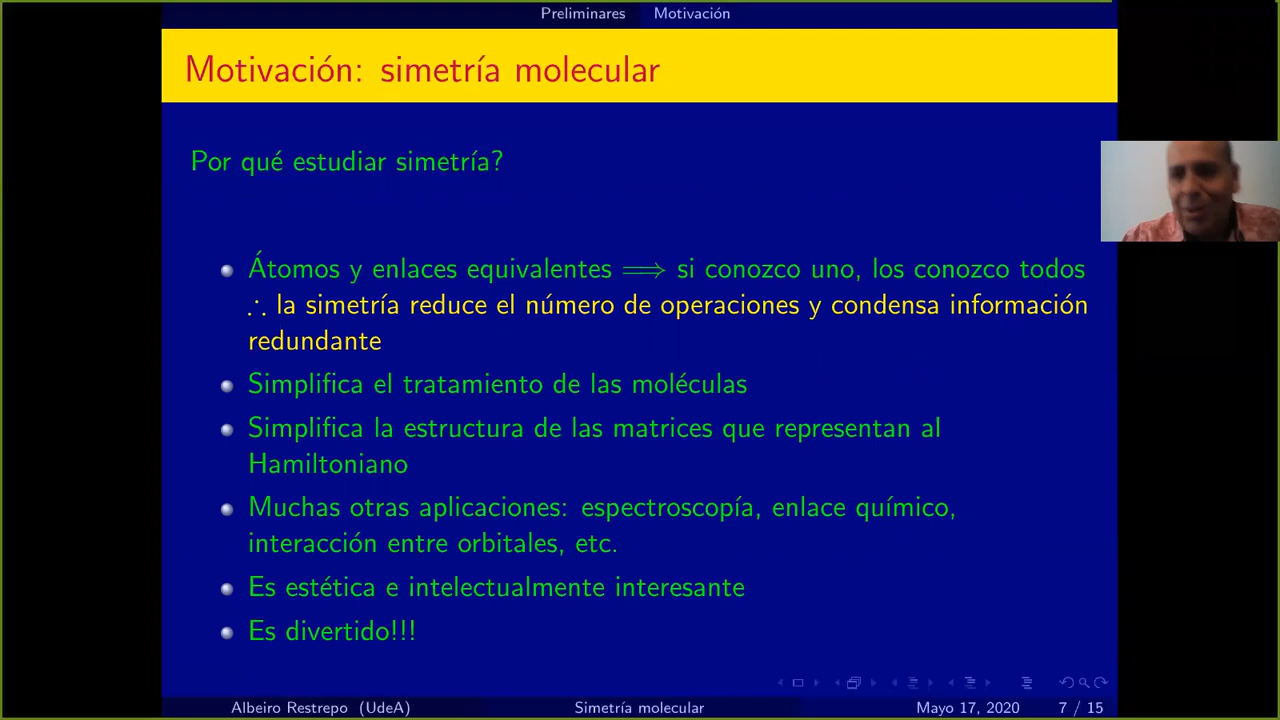 Preliminares Motivación
Motivación: simetría molecular
Por qué estudiar simetría?
Átomos y enlaces equivalentes ⟹ si conozco uno, los conozco todos
∴ la simetría reduce el número de operaciones y condensa información
redundante
Simplifica el tratamiento de las moléculas
Simplifica la estructura de las matrices que representan al
Hamiltoniano
Muchas otras aplicaciones: espectroscopía, enlace químico,
interacción entre orbitales, etc.
Es estética e intelectualmente interesante
Es divertido!!!
Albeiro Restrepo (UdeA) Simetría molecular Mayo 17, 2020 7 / 15